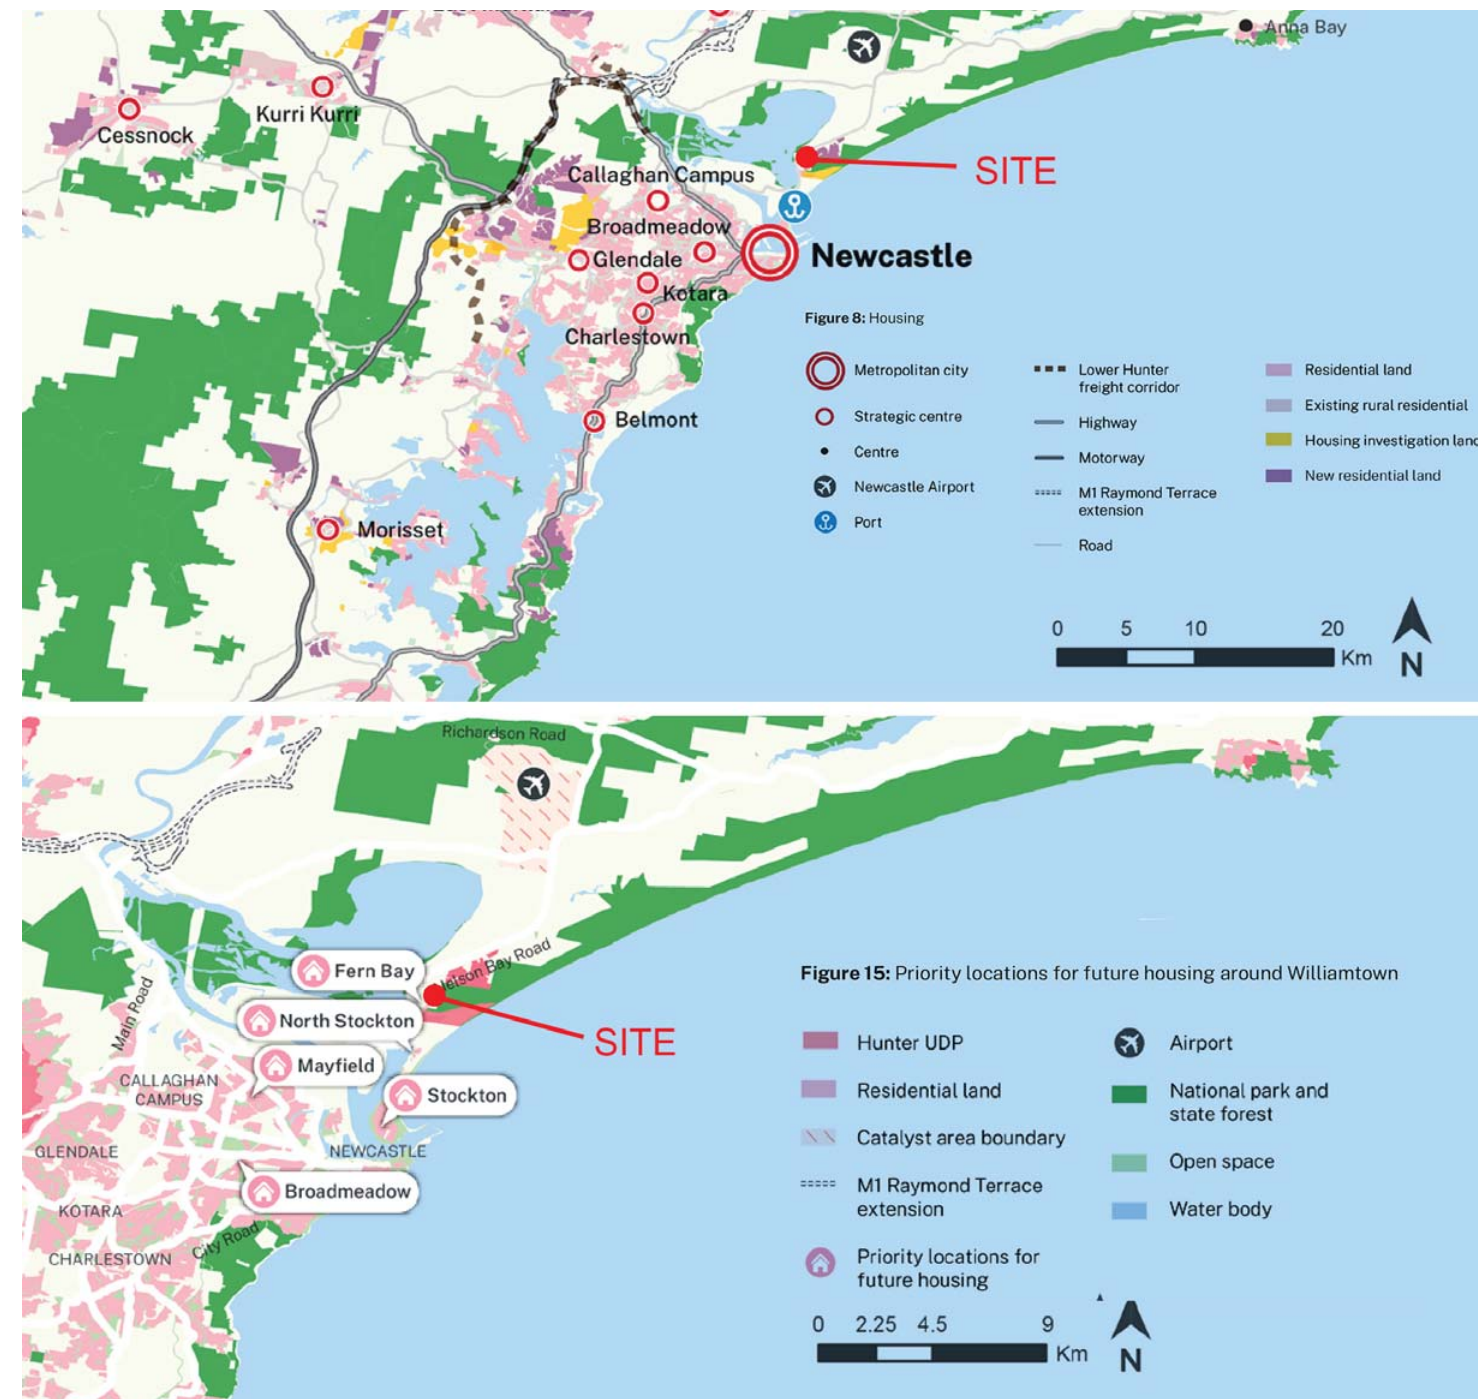 Anna Bay
Kurri Kurri
Cessnock
SITE
Callaghan Campus
Broadmeadow
Newcastle
Glendale
Kotara
Charlestown
Belmont
Morisset
Figure 8: Housing
Metropolitan city
Strategic centre
Centre
Newcastle Airport
Port
Lower Hunter
freight corridor
Highway
Motorway
M1 Raymond Terrace
extension
Road
Residential land
Existing rural residential
Housing investigation land
New residential land
0 5 10 20
Km
N
Richardson Road
Fern Bay
Nelson Bay Road
North Stockton
SITE
Main Road
Mayfield
CALLAGHAN
CAMPUS
Stockton
GLENDALE
NEWCASTLE
Broadmeadow
KOTARA
City Road
CHARLESTOWN
Figure 15: Priority locations for future housing around Williamtown
Hunter UDP
Residential land
Catalyst area boundary
M1 Raymond Terrace
extension
Priority locations for
future housing
Airport
National park and
state forest
Open space
Water body
0 2.25 4.5 9
Km
N